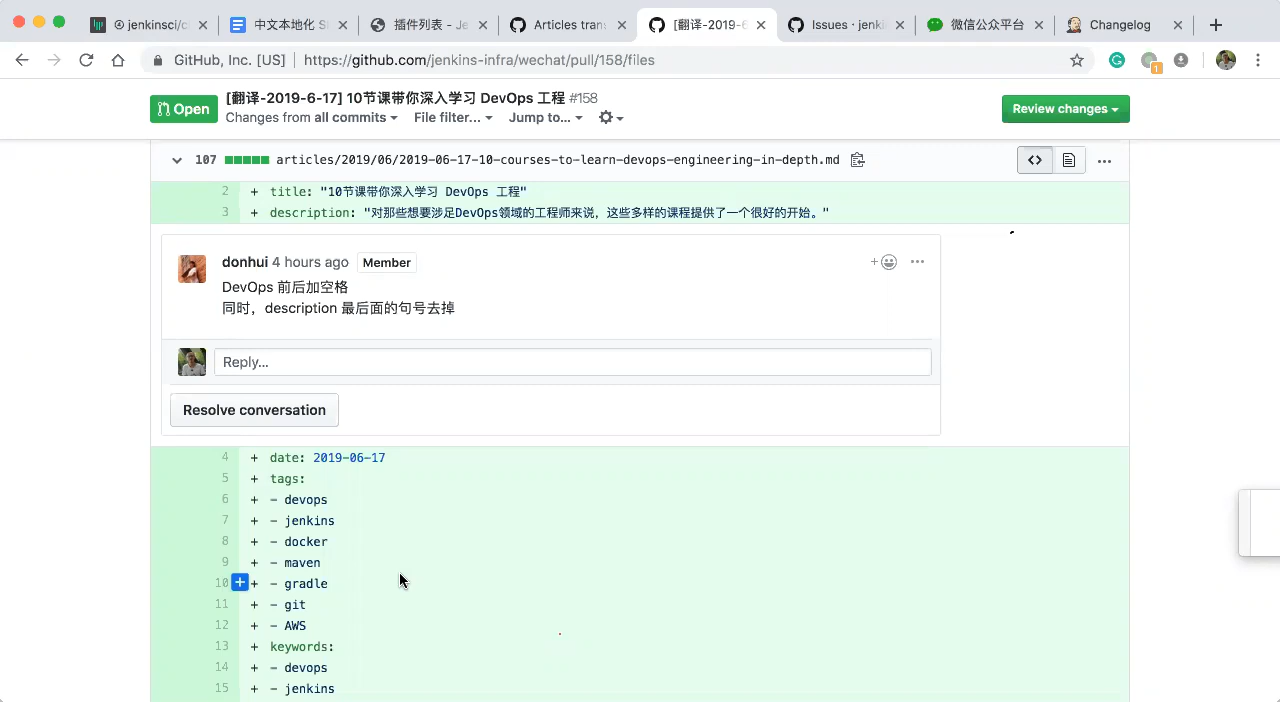 ④ jenkinsci/c
中文本地化 S
插件列表 - Je
Articles tran
[翻译-2019-6
Issues · jenki
微信公众平台
Changelog
GitHub, Inc. [US] | https://github.com/jenkins-infra/wechat/pull/158/files
1
Open
[翻译-2019-6-17] 10节课带你深入学习 DevOps 工程 #158
Changes from all commits
File filter...
Jump to...
Review changes
107 articles/2019/06/2019-06-17-10-courses-to-learn-devops-engineering-in-depth.md
2 + title: "10节课带你深入学习 DevOps 工程"
3 + description: "对那些想要涉足DevOps领域的工程师来说，这些多样的课程提供了一个很好的开始。"
donhui 4 hours ago Member
DevOps 前后加空格
同时，description 最后面的句号去掉
Reply...
Resolve conversation
4 + date: 2019-06-17
5 + tags:
6 + - devops
7 + - jenkins
8 + - docker
9 + - maven
10 + - gradle
11 + - git
12 + - AWS
13 + keywords:
14 + - devops
15 + - jenkins